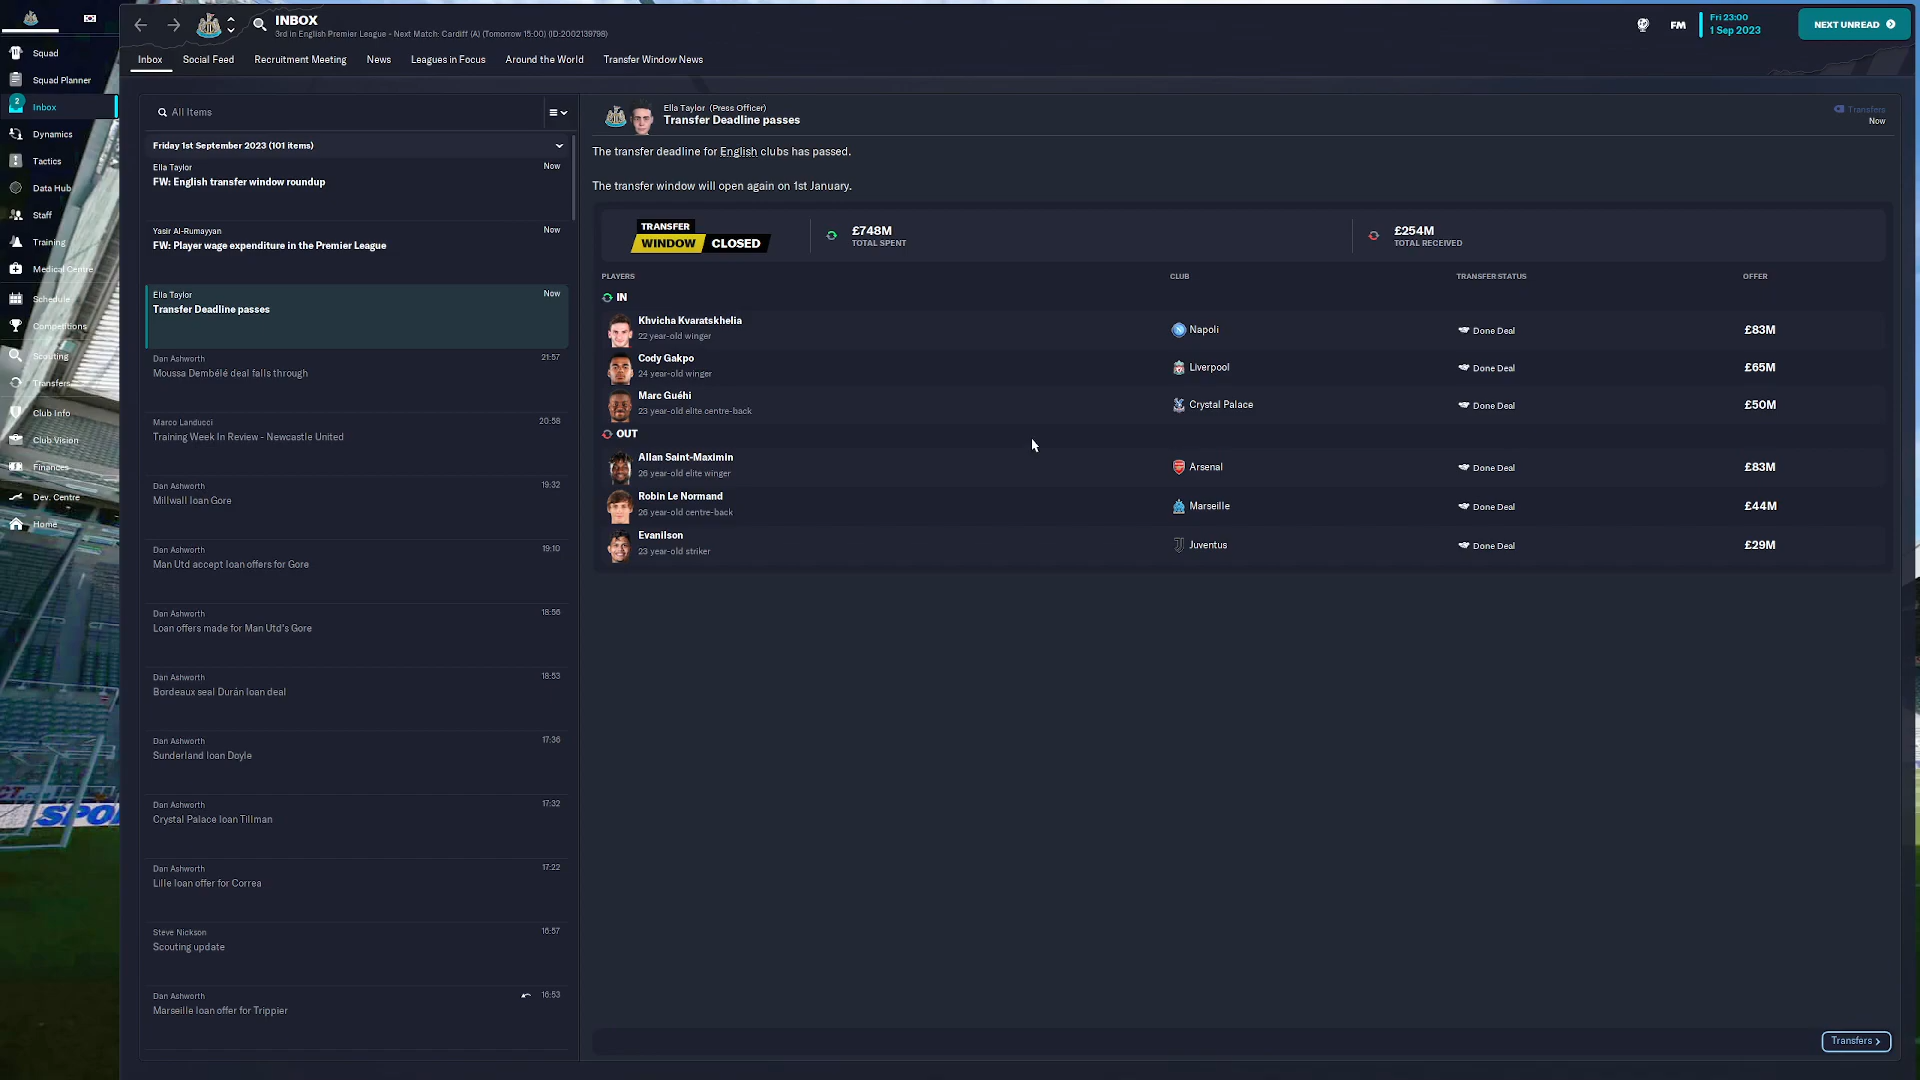 INBOX
3rd in English Premier League - Next Match: Cardiff (A) (Tomorrow 15:00) (ID:2002139798)
FM
Fri 23:00
1 Sep 2023
NEXT UNREAD
Inbox
Social Feed
Recruitment Meeting
News
Leagues in Focus
Around the World
Transfer Window News
Squad
Squad Planner
2
Inbox
Dynamics
Tactics
Data Hub
Staff
Training
Medical Centre
Schedule
Competitions
Scouting
Transfers
Club Info
Club Vision
Finances
Dev. Centre
Home
All Items
Friday 1st September 2023 (101 items)
Ella Taylor Now
FW: English transfer window roundup
Yasir Al-Rumayyan Now
FW: Player wage expenditure in the Premier League
Ella Taylor Now
Transfer Deadline passes
Dan Ashworth 21:57
Moussa Dembélé deal falls through
Marco Landucci 20:58
Training Week In Review - Newcastle United
Dan Ashworth 19:32
Millwall loan Gore
Dan Ashworth 19:10
Man Utd accept loan offers for Gore
Dan Ashworth 18:56
Loan offers made for Man Utd's Gore
Dan Ashworth 18:53
Bordeaux seal Durán loan deal
Dan Ashworth 17:36
Sunderland loan Doyle
Dan Ashworth 17:32
Crystal Palace loan Tillman
Dan Ashworth 17:22
Lille loan offer for Correa
Steve Nickson 16:57
Scouting update
Dan Ashworth 16:53
Marseille loan offer for Trippier
Ella Taylor (Press Officer)
Transfer Deadline passes
Transfers
Now
The transfer deadline for English clubs has passed.
The transfer window will open again on 1st January.
TRANSFER
WINDOW CLOSED
£748M
TOTAL SPENT
£254M
TOTAL RECEIVED
PLAYERS CLUB TRANSFER STATUS OFFER
IN
Khvicha Kvaratskhelia
22 year-old winger
Napoli Done Deal £83M
Cody Gakpo
24 year-old winger
Liverpool Done Deal £65M
Marc Guéhi
23 year-old elite centre-back
Crystal Palace Done Deal £50M
OUT
Allan Saint-Maximin
26 year-old elite winger
Arsenal Done Deal £83M
Robin Le Normand
26 year-old centre-back
Marseille Done Deal £44M
Evanilson
23 year-old striker
Juventus Done Deal £29M
Transfers
SPO